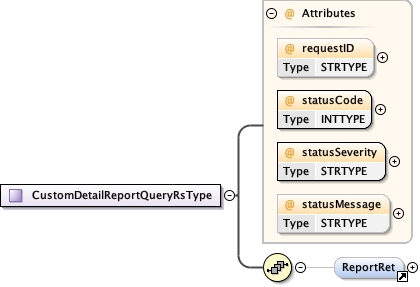 Attributes
@ requestID
Type STRTYPE
@ statusCode
Type INTTYPE
@ statusSeverity
Type STRTYPE
@ statusMessage
Type STRTYPE
CustomDetailReportQueryRsType
ReportRet